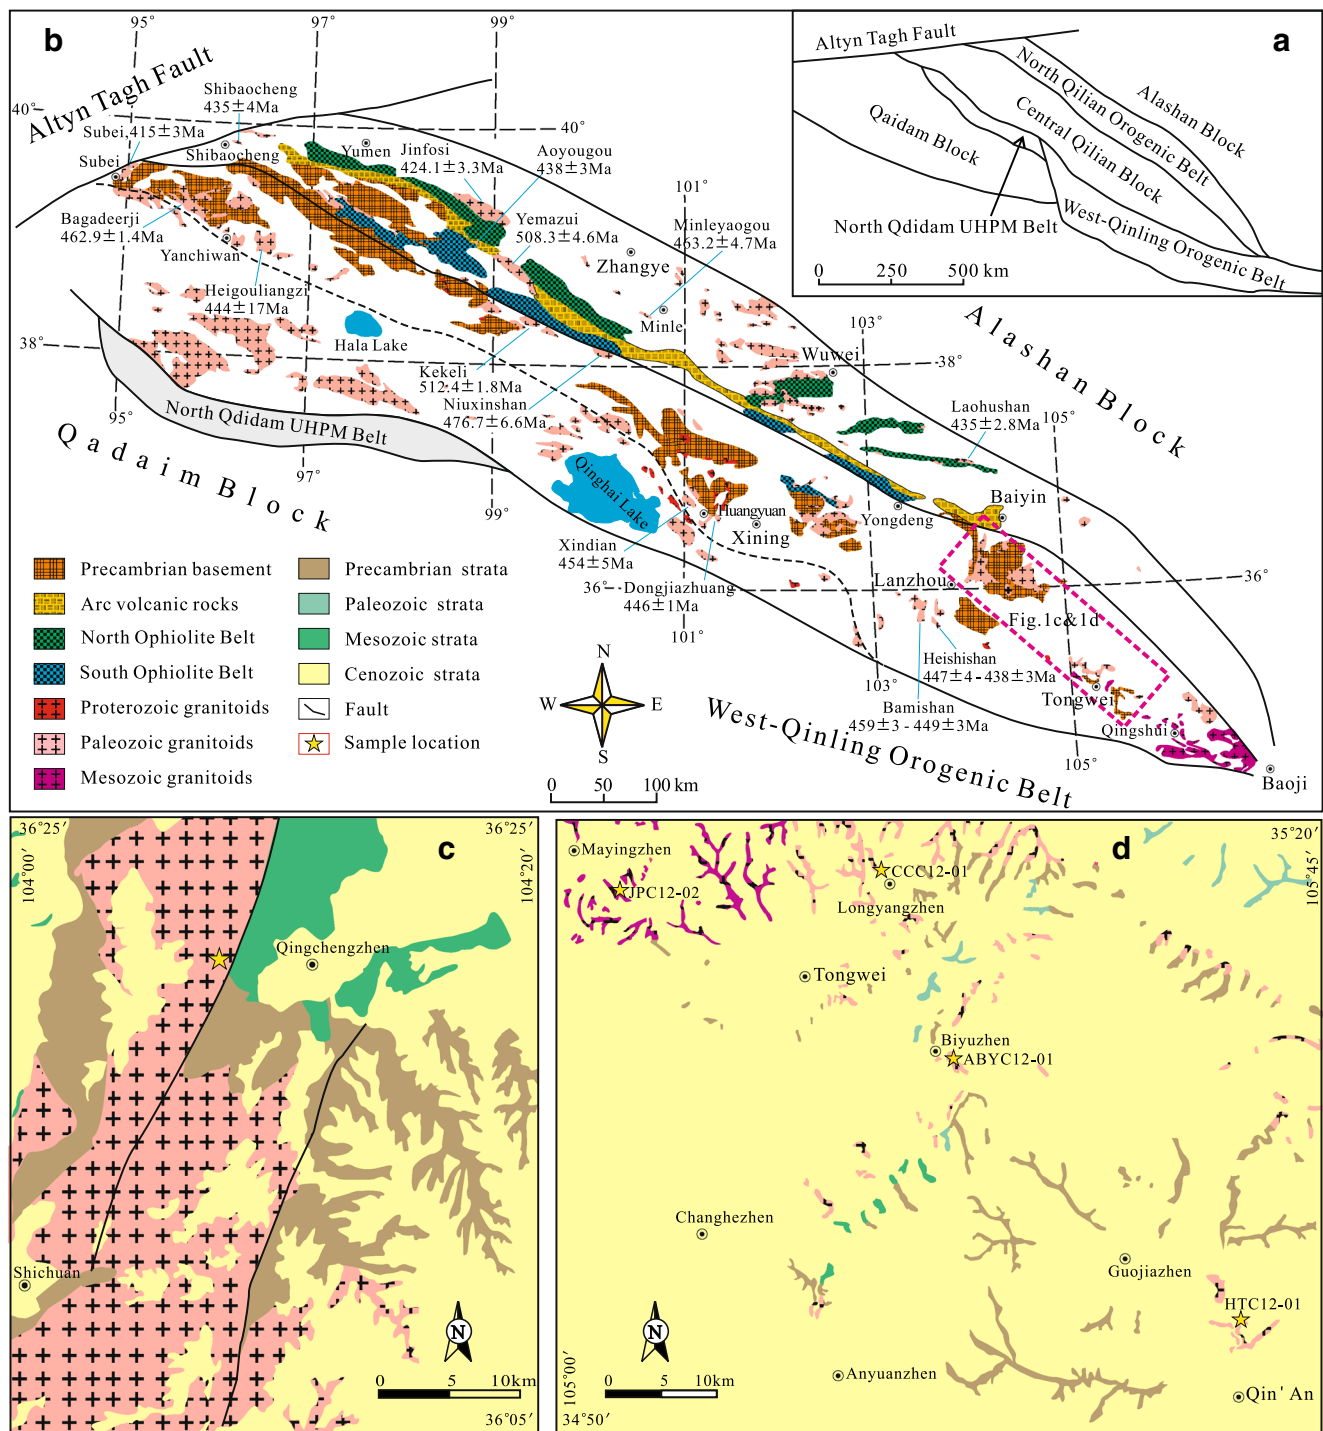 b
95°
97°
99°
Altyn Tagh Fault
40°
40°
Shibaocheng
435±4Ma
Subei,415±3Ma
Subei
Shibaocheng
Yumen
Jinfosi
424.1±3.3Ma
Aoyougou
438±3Ma
Bagadeerji
462.9±1.4Ma
Yanchiwan
Yemazui
508.3±4.6Ma
101°
Minleyaogou
463.2±4.7Ma
Zhangye
Heigouliangzi
444±17Ma
Hala Lake
Minle
103°
38°
38°
Kekeli
512.4±1.8Ma
Niuxinshan
476.7±6.6Ma
Wuwei
Alashan Block
Laohushan
435±2.8Ma
105°
95°
North Qdidam UHPM Belt
Qadaim Block
97°
99°
Qinghai Lake
Huangyuan
Xining
Yongdeng
Baiyin
Xindian
454±5Ma
36°
Dongjiazhuang
446±1Ma
101°
Lanzhou
36°
Fig.1c&1d
Heishishan
447±4-438±3Ma
103°
Bamishan
459±3-449±3Ma
Tongwei
Qingshui
105°
Baoji
West-Qinling Orogenic Belt
N
W
E
S
0 50 100 km
Precambrian basement
Arc volcanic rocks
North Ophiolite Belt
South Ophiolite Belt
Proterozoic granitoids
Paleozoic granitoids
Mesozoic granitoids
Precambrian strata
Paleozoic strata
Mesozoic strata
Cenozoic strata
Fault
Sample location
a
Altyn Tagh Fault
North Qilian Orogenic Belt
Alashan Block
Central Qilian Block
Qaidam Block
North Qdidam UHPM Belt
West-Qinling Orogenic Belt
0 250 500 km
c
36°25′
36°25′
104°00′
104°20′
Qingchengzhen
Shichuan
N
0 5 10km
36°05′
d
35°20′
105°45′
Mayingzhen
JPC12-02
CCC12-01
Longyangzhen
Tongwei
Biyuzhen
ABYC12-01
Changhezhen
Guojiazhen
HTC12-01
N
Anyuanzhen
Qin' An
105°00′
0 5 10km
34°50′